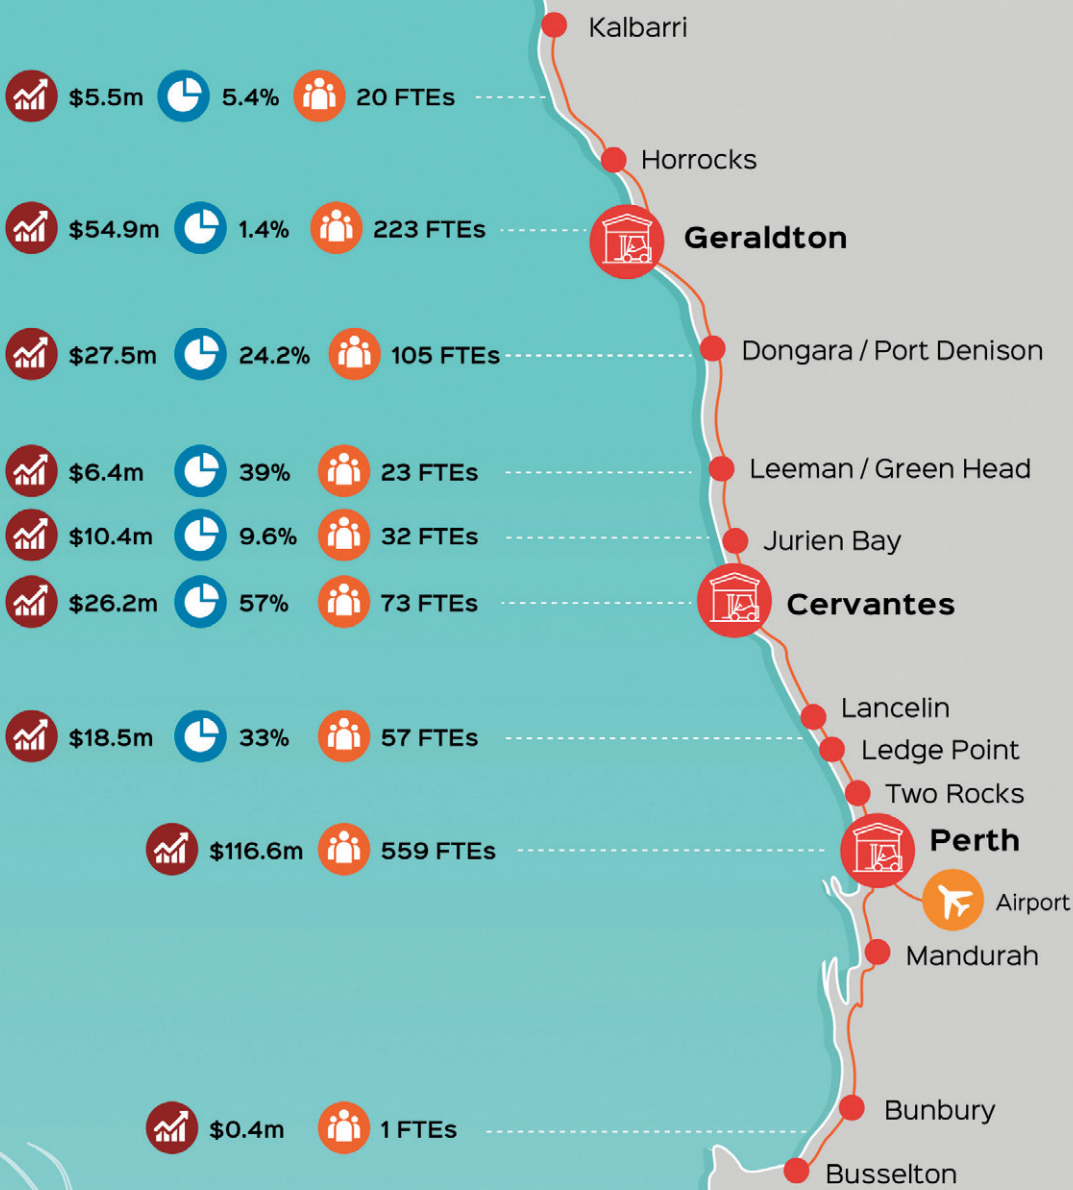 Kalbarri
$5.5m 5.4% 20 FTEs
Horrocks
$54.9m 1.4% 223 FTEs
Geraldton
$27.5m 24.2% 105 FTEs
Dongara / Port Denison
$6.4m 39% 23 FTEs
Leeman / Green Head
$10.4m 9.6% 32 FTEs
Jurien Bay
$26.2m 57% 73 FTEs
Cervantes
Lancelin
$18.5m 33% 57 FTEs
Ledge Point
Two Rocks
Perth
$116.6m 559 FTEs
Airport
Mandurah
Bunbury
$0.4m 1 FTEs
Busselton